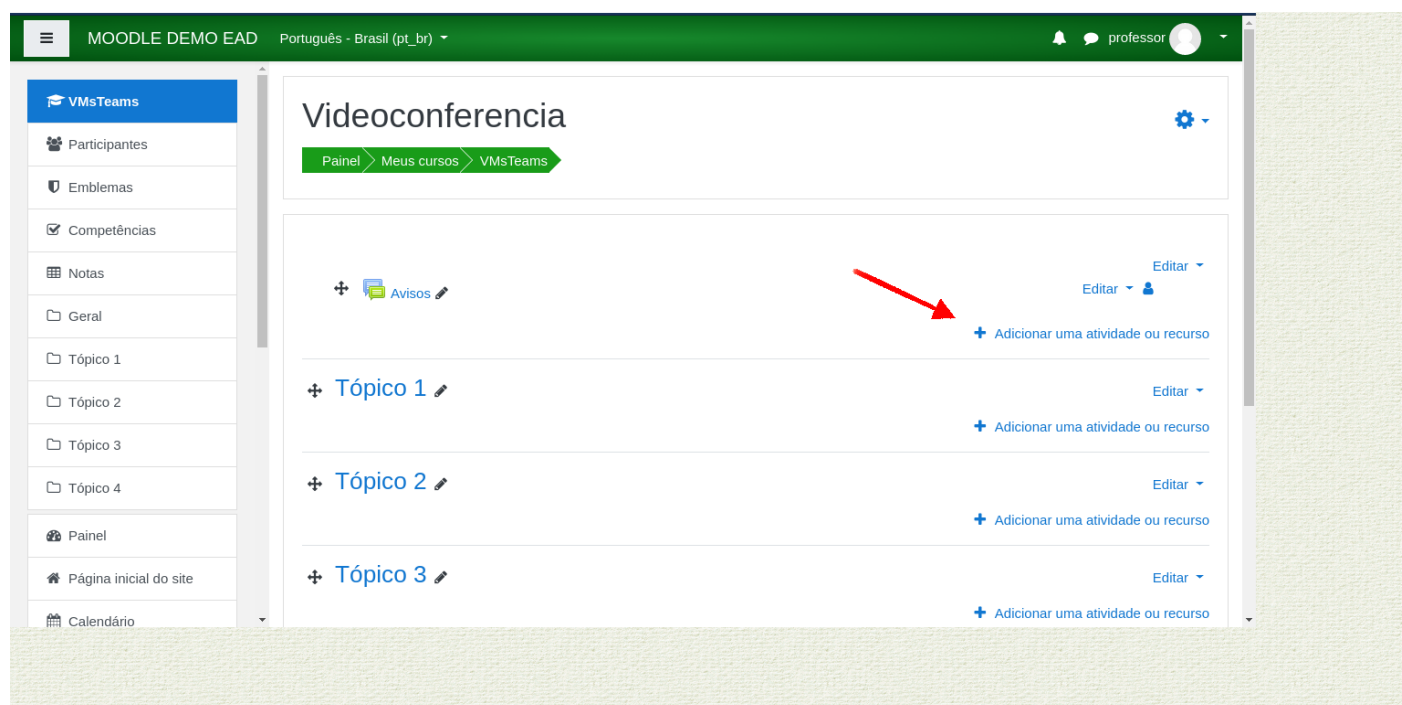 MOODLE DEMO EAD Português - Brasil (pt_br) professor
VMsTeams
Participantes
Emblemas
Competências
Notas
Geral
Tópico 1
Tópico 2
Tópico 3
Tópico 4
Painel
Página inicial do site
Calendário
Videoconferencia
Painel Meus cursos VMsTeams
Editar
Avisos Editar
Adicionar uma atividade ou recurso
Tópico 1 Editar
Adicionar uma atividade ou recurso
Tópico 2 Editar
Adicionar uma atividade ou recurso
Tópico 3 Editar
Adicionar uma atividade ou recurso